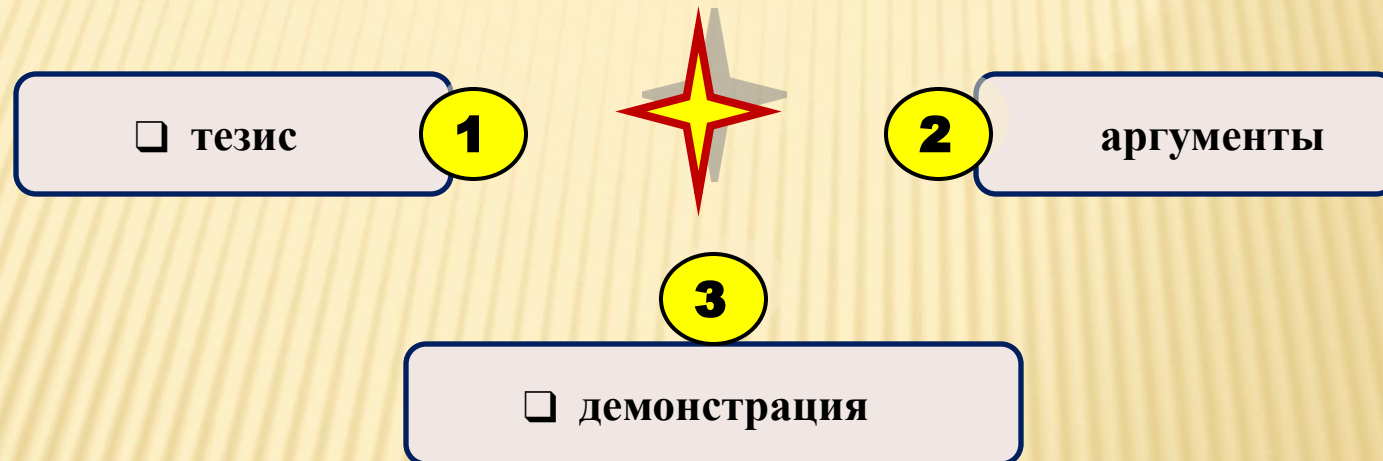 ❑ тезис
1
2
аргументы
3
❑ демонстрация